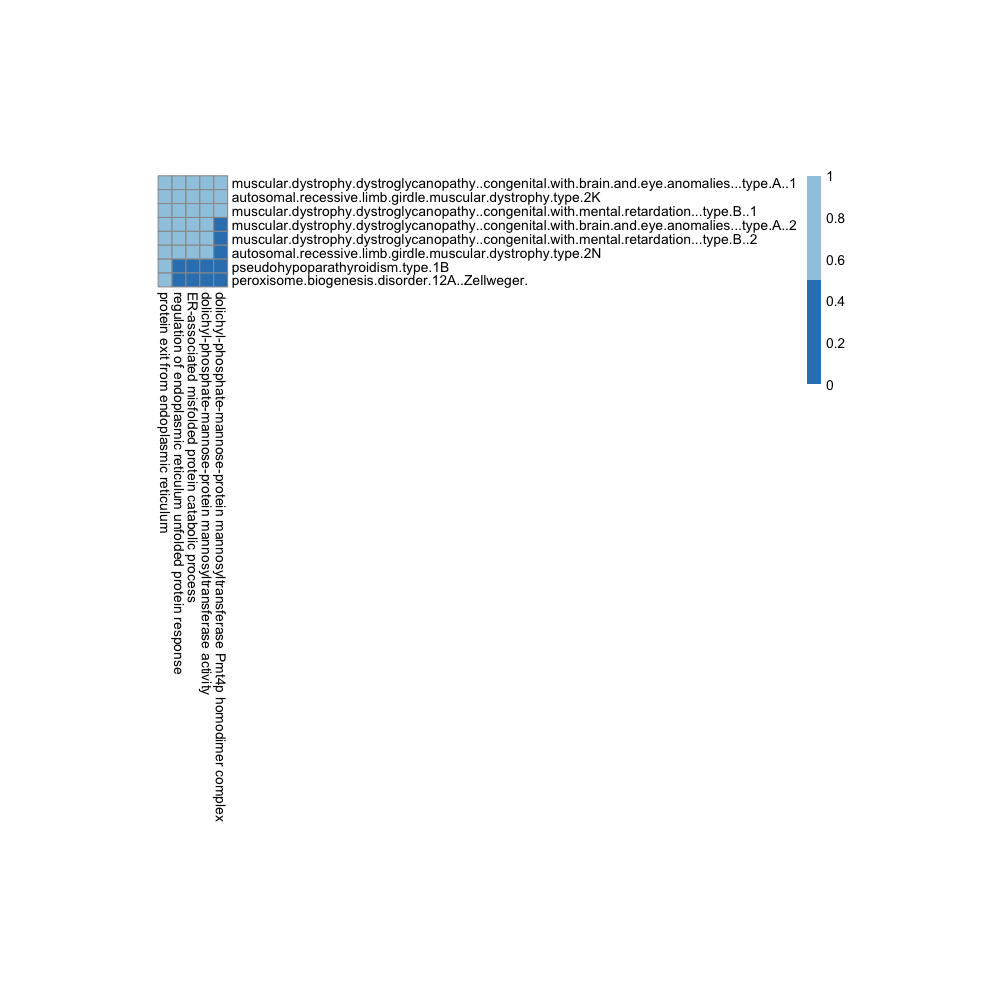 muscular.dystrophy.dystroglycanopathy..congenital.with.brain.and.eye.anomalies...type.A..1
autosomal.recessive.limb.girdle.muscular.dystrophy.type.2K
muscular.dystrophy.dystroglycanopathy..congenital.with.mental.retardation...type.B..1
muscular.dystrophy.dystroglycanopathy..congenital.with.brain.and.eye.anomalies...type.A..2
muscular.dystrophy.dystroglycanopathy..congenital.with.mental.retardation...type.B..2
autosomal.recessive.limb.girdle.muscular.dystrophy.type.2N
pseudohypoparathyroidism.type.1B
peroxisome.biogenesis.disorder.12A..Zellweger.
1
0.8
0.6
0.4
0.2
0
protein exit from endoplasmic reticulum
regulation of endoplasmic reticulum unfolded protein response
ER-associated misfolded protein catabolic process
dolichyl-phosphate-mannose-protein mannosyltransferase activity
dolichyl-phosphate-mannose-protein mannosyltransferase Pmt4p homodimer complex